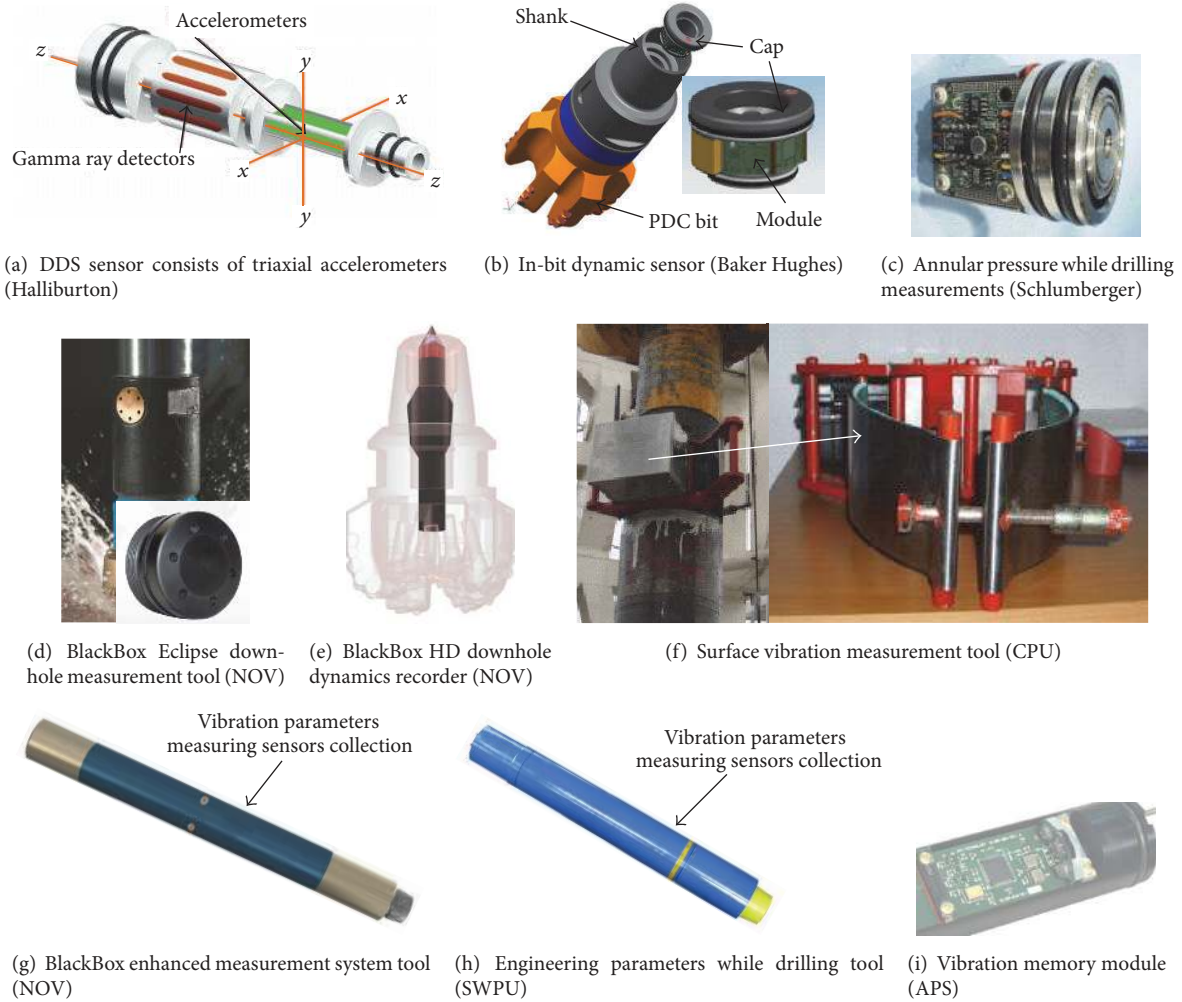 Accelerometers
z
y
x
Gamma ray detectors
x
z
y
(a) DDS sensor consists of triaxial accelerometers
(Halliburton)
Shank
Cap
Module
PDC bit
(b) In-bit dynamic sensor (Baker Hughes)
(c) Annular pressure while drilling
measurements (Schlumberger)
(d) BlackBox Eclipse down-
hole measurement tool (NOV)
(e) BlackBox HD downhole
dynamics recorder (NOV)
(f) Surface vibration measurement tool (CPU)
Vibration parameters
measuring sensors collection
(g) BlackBox enhanced measurement system tool
(NOV)
Vibration parameters
measuring sensors collection
(h) Engineering parameters while drilling tool
(SWPU)
(i) Vibration memory module
(APS)